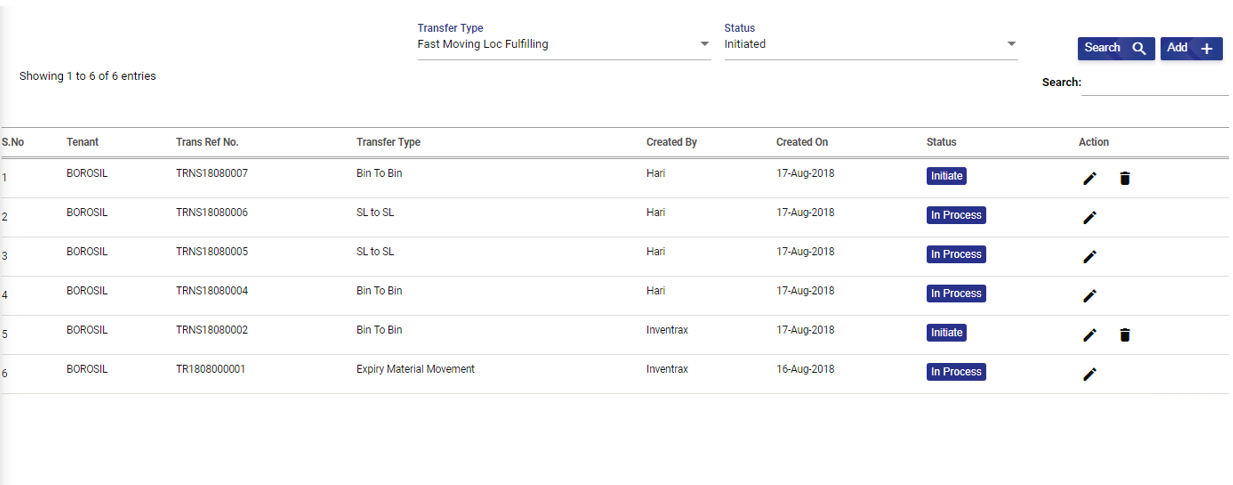 Transfer Type Status
Fast Moving Loc Fulfilling Initiated
Search Add +
Showing 1 to 6 of 6 entries
Search:
S.No Tenant Trans Ref No. Transfer Type Created By Created On Status Action
1 BOROSIL TRNS18080007 Bin To Bin Hari 17-Aug-2018 Initiate
2 BOROSIL TRNS18080006 SL to SL Hari 17-Aug-2018 In Process
3 BOROSIL TRNS18080005 SL to SL Hari 17-Aug-2018 In Process
4 BOROSIL TRNS18080004 Bin To Bin Hari 17-Aug-2018 In Process
5 BOROSIL TRNS18080002 Bin To Bin Inventrax 17-Aug-2018 Initiate
6 BOROSIL TR1808000001 Expiry Material Movement Inventrax 16-Aug-2018 In Process